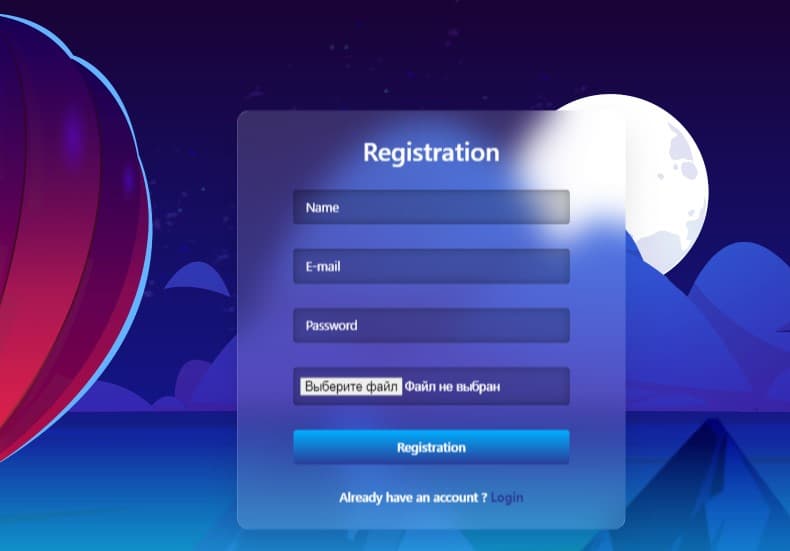 Registration
Name
E-mail
Password
Выберите файл Файл не выбран
Registration
Already have an account ? Login